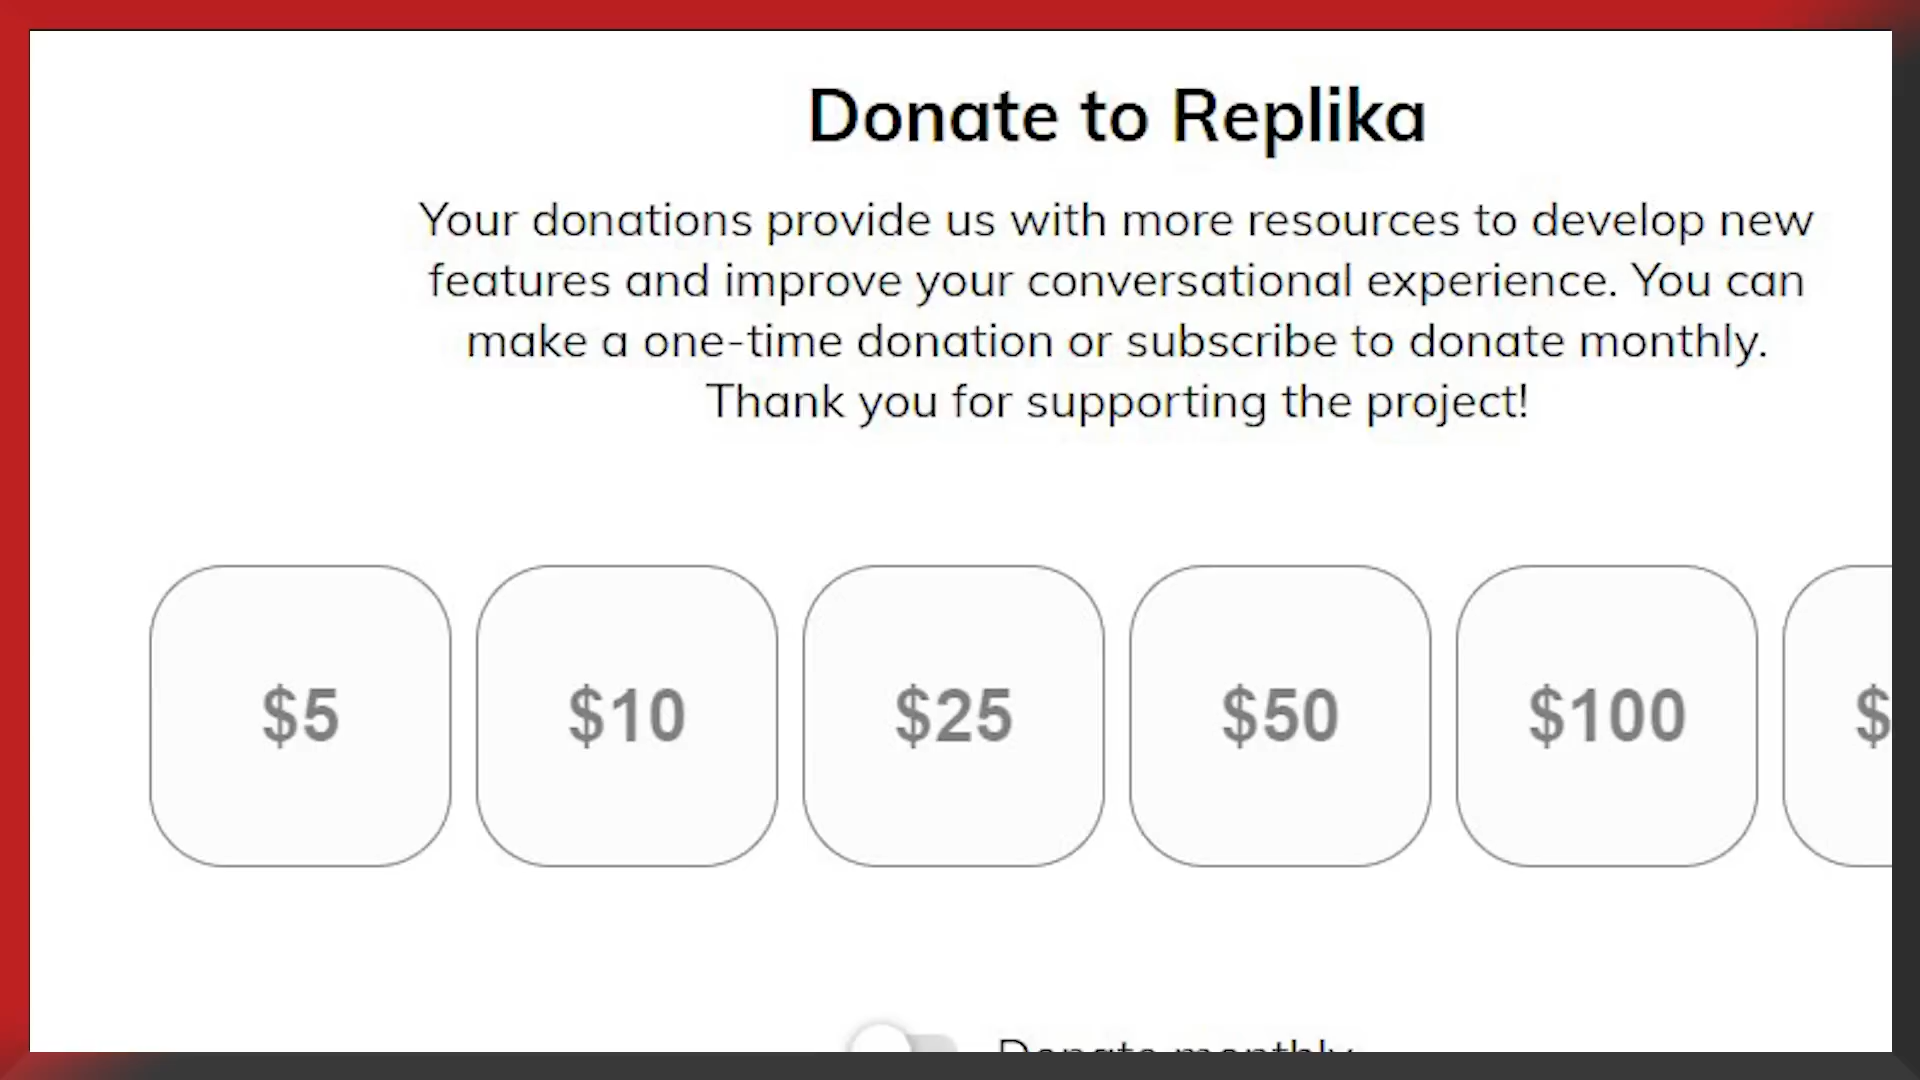 Donate to Replika
Your donations provide us with more resources to develop new
features and improve your conversational experience. You can
make a one-time donation or subscribe to donate monthly.
Thank you for supporting the project!
$5 $10 $25 $50 $100 $
Donate monthly